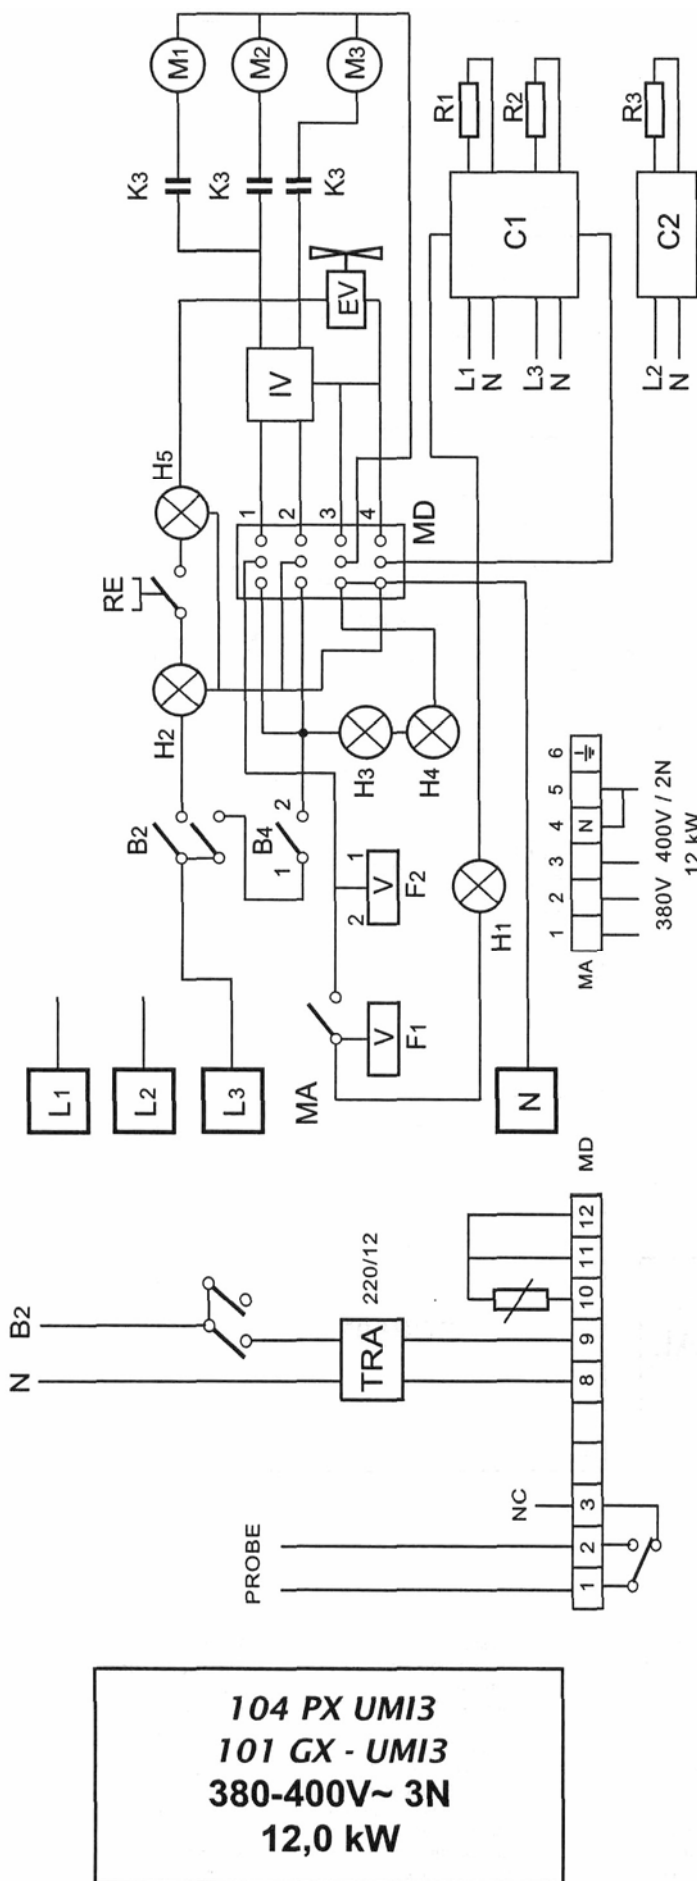 M1
M2
M3
K3
K3
K3
R1
R2
R3
C1
C2
EV
IV
L1
N
L3
N
L2
N
H5
RE
1
2
3
4
MD
H2
H3
H4
B2
B4
1
2
2
1
V
F2
V
F1
H1
MA
L1
L2
L3
N
MA
1
2
3
4
5
6
N
380V 400V / 2N
12 kW
B2
N
TRA
220/12
MD
PROBE
NC
1
2
3
8
9
10
11
12
104 PX UMI3
101 GX - UMI3
380-400V~ 3N
12,0 kW